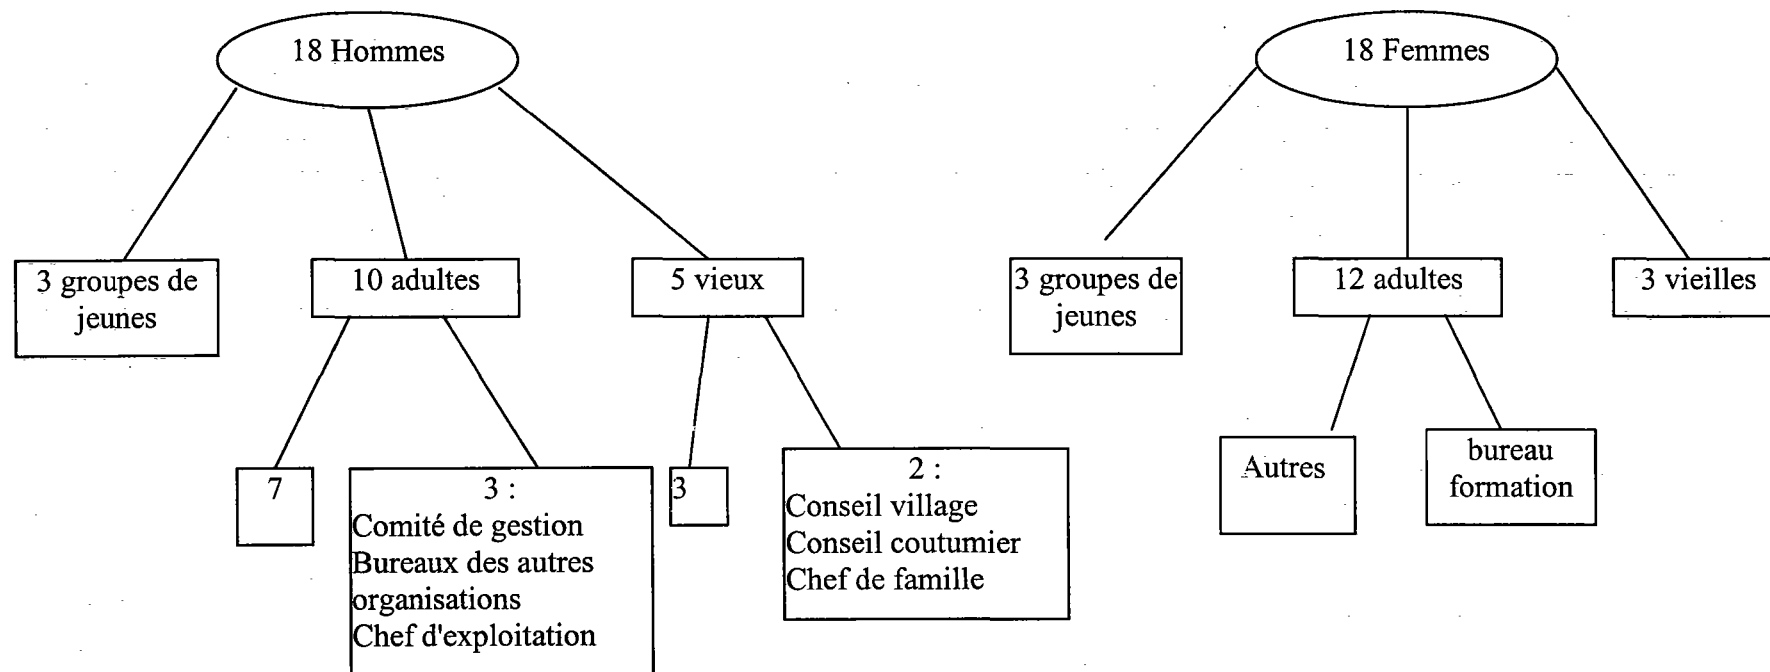 18 Hommes
18 Femmes
3 groupes de
jeunes
10 adultes
5 vieux
3 groupes de
jeunes
12 adultes
3 vieilles
7
3 :
Comité de gestion
Bureaux des autres
organisations
Chef d'exploitation
3
2 :
Conseil village
Conseil coutumier
Chef de famille
Autres
bureau
formation